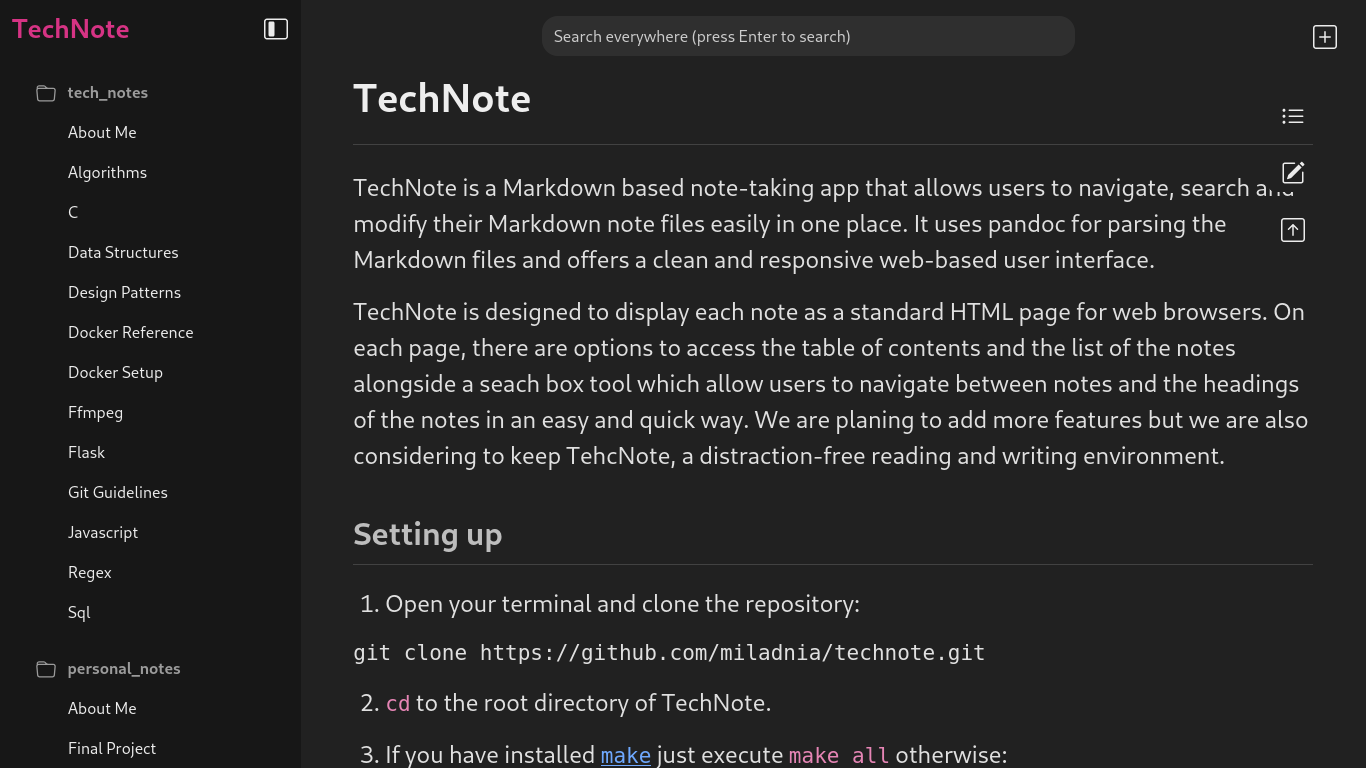 TechNote
tech_notes
About Me
Algorithms
C
Data Structures
Design Patterns
Docker Reference
Docker Setup
Ffmpeg
Flask
Git Guidelines
Javascript
Regex
Sql
personal_notes
About Me
Final Project
Search everywhere (press Enter to search)
TechNote
TechNote is a Markdown based note-taking app that allows users to navigate, search and
modify their Markdown note files easily in one place. It uses pandoc for parsing the
Markdown files and offers a clean and responsive web-based user interface.
TechNote is designed to display each note as a standard HTML page for web browsers. On
each page, there are options to access the table of contents and the list of the notes
alongside a seach box tool which allow users to navigate between notes and the headings
of the notes in an easy and quick way. We are planing to add more features but we are also
considering to keep TehcNote, a distraction-free reading and writing environment.
Setting up
1. Open your terminal and clone the repository:
git clone https://github.com/miladnia/technote.git
2. cd to the root directory of TechNote.
3. If you have installed make just execute make all otherwise: